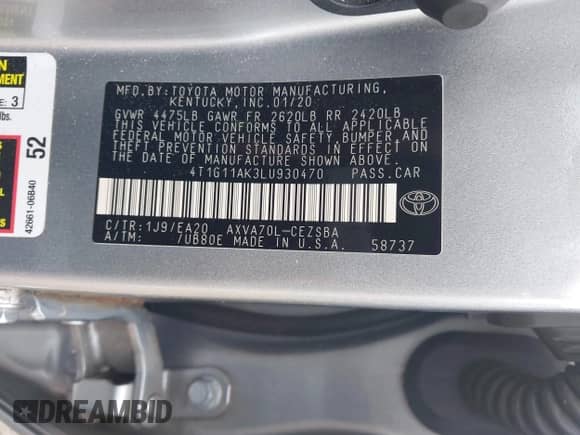 MFD.BY:TOYOTA MOTOR MANUFACTURING,
KENTUCKY, INC. 01/20
GVWR 4475LB GAWR FR 2620LB RR 2420LB
THIS VEHICLE CONFORMS TO ALL APPLICABLE
FEDERAL MOTOR VEHICLE SAFETY BUMPER AND
THEFT PREVENTION STANDARDS IN EFFECT ON
THE DATE OF MANUFACTURE SHOWN ABOVE.
4T1G11AK3LU930470 PASS.CAR
C/TR:1J9/EA20 AXVA70L-CEZSBA
A/TM: /UB80E MADE IN U.S.A. 58737
3
lbs.
52
42661-06B40
DREAMBID